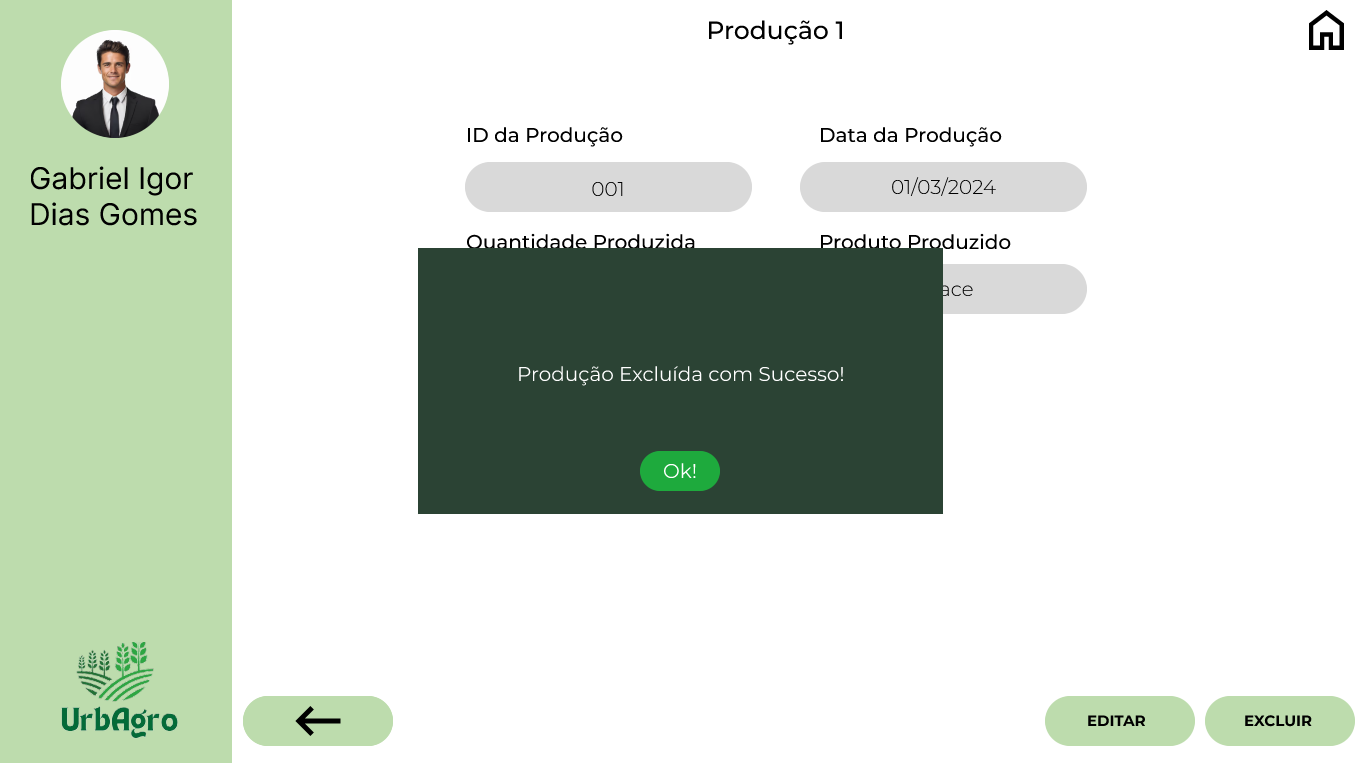 Produção 1
Gabriel Igor
Dias Gomes
ID da Produção
Data da Produção
001
01/03/2024
Quantidade Produzida
Produto Produzido
Produção Excluída com Sucesso!
Ok!
UrbAgro
EDITAR
EXCLUIR